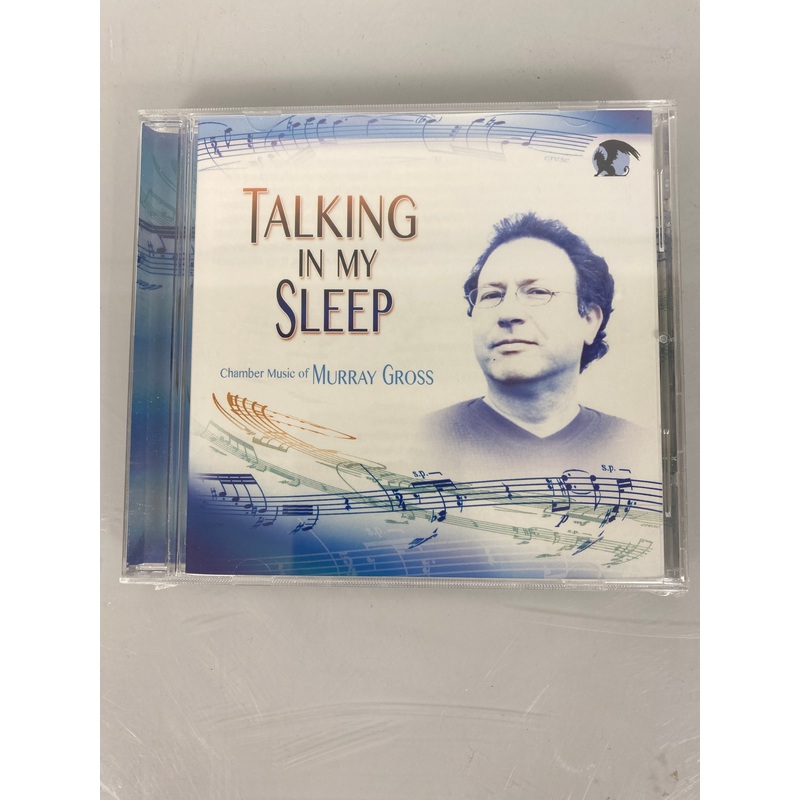 TALKING
IN MY
SLEEP
Chamber Music of MURRAY GROSS
s.p.
s.p.
s.p.